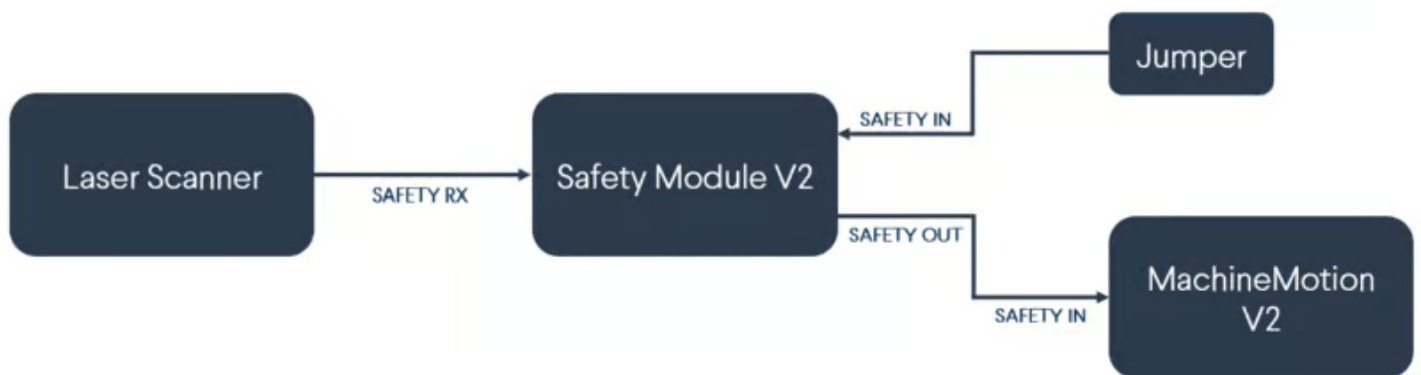 Jumper
SAFETY IN
Laser Scanner
SAFETY RX
Safety Module V2
SAFETY OUT
MachineMotion
V2
SAFETY IN